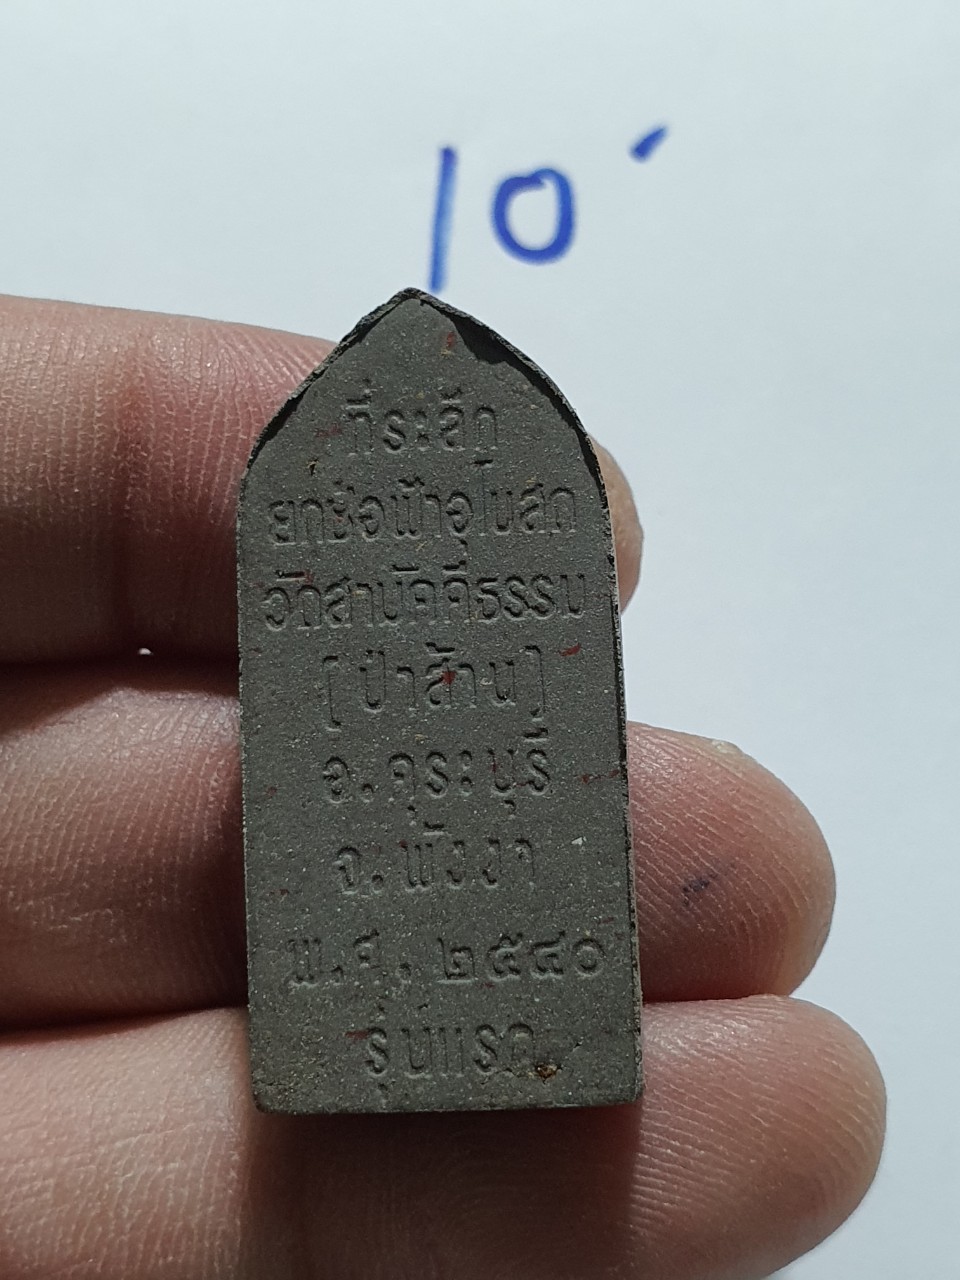 10
ที่ระลึก
ยกช่อฟ้าอุโบสถ
วัดสามัคคีธรรม
[ป่าส้าน]
อ.คุระบุรี
จ.พังงา
พ.ศ. ๒๕๔๐
รุ่นแรก